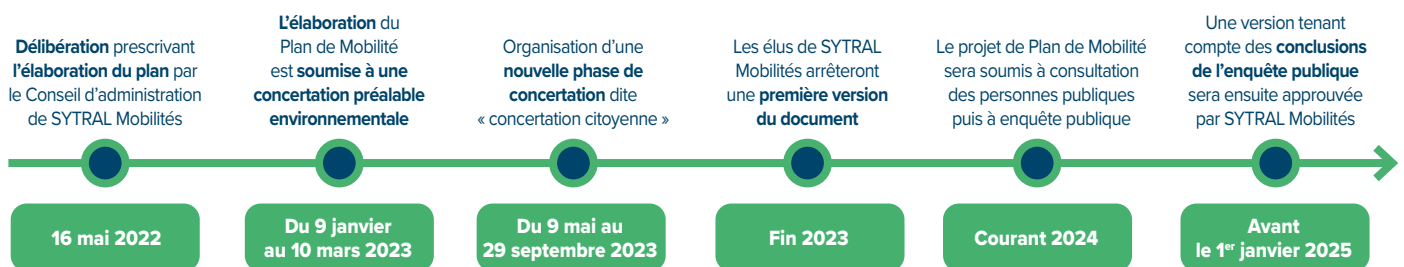 Délibération prescrivant
l'élaboration du plan par
le Conseil d'administration
de SYTRAL Mobilités
L'élaboration du
Plan de Mobilité
est soumise à une
concertation préalable
environnementale
Organisation d'une
nouvelle phase de
concertation dite
« concertation citoyenne »
Les élus de SYTRAL
Mobilités arrêteront
une première version
du document
Le projet de Plan de Mobilité
sera soumis à consultation
des personnes publiques
puis à enquête publique
Une version tenant
compte des conclusions
de l'enquête publique
sera ensuite approuvée
par SYTRAL Mobilités
16 mai 2022
Du 9 janvier
au 10 mars 2023
Du 9 mai au
29 septembre 2023
Fin 2023
Courant 2024
Avant
le 1er janvier 2025